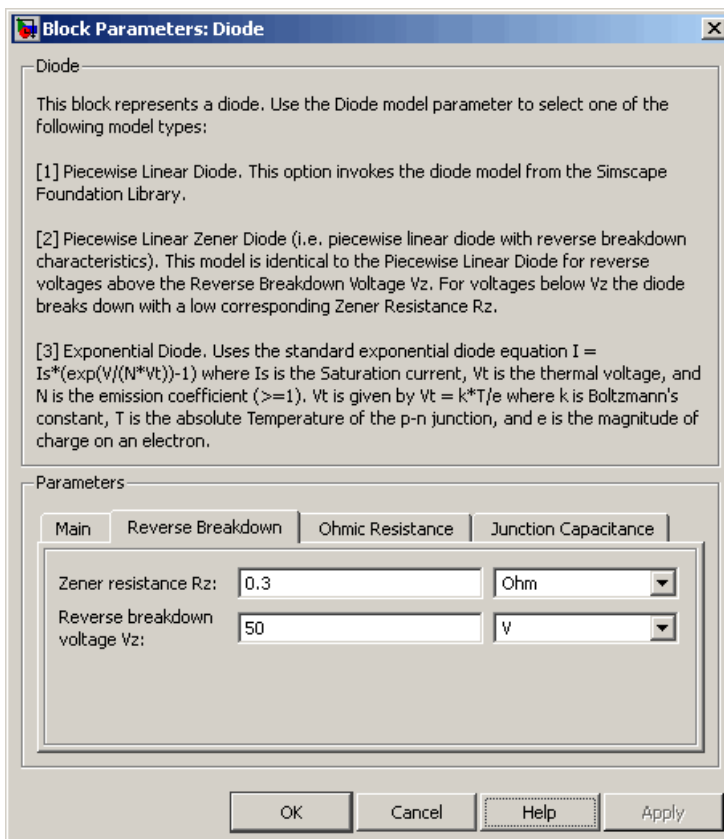 Block Parameters: Diode
Diode
This block represents a diode. Use the Diode model parameter to select one of the
following model types:
[1] Piecewise Linear Diode. This option invokes the diode model from the Simscape
Foundation Library.
[2] Piecewise Linear Zener Diode (i.e. piecewise linear diode with reverse breakdown
characteristics). This model is identical to the Piecewise Linear Diode for reverse
voltages above the Reverse Breakdown Voltage Vz. For voltages below Vz the diode
breaks down with a low corresponding Zener Resistance Rz.
[3] Exponential Diode. Uses the standard exponential diode equation I =
Is*(exp(V/(N*Vt))-1) where Is is the Saturation current, Vt is the thermal voltage, and
N is the emission coefficient (>=1). Vt is given by Vt = k*T/e where k is Boltzmann's
constant, T is the absolute Temperature of the p-n junction, and e is the magnitude of
charge on an electron.
Parameters
Main Reverse Breakdown Ohmic Resistance Junction Capacitance
Zener resistance Rz: 0.3 Ohm
Reverse breakdown
voltage Vz: 50 V
OK Cancel Help Apply